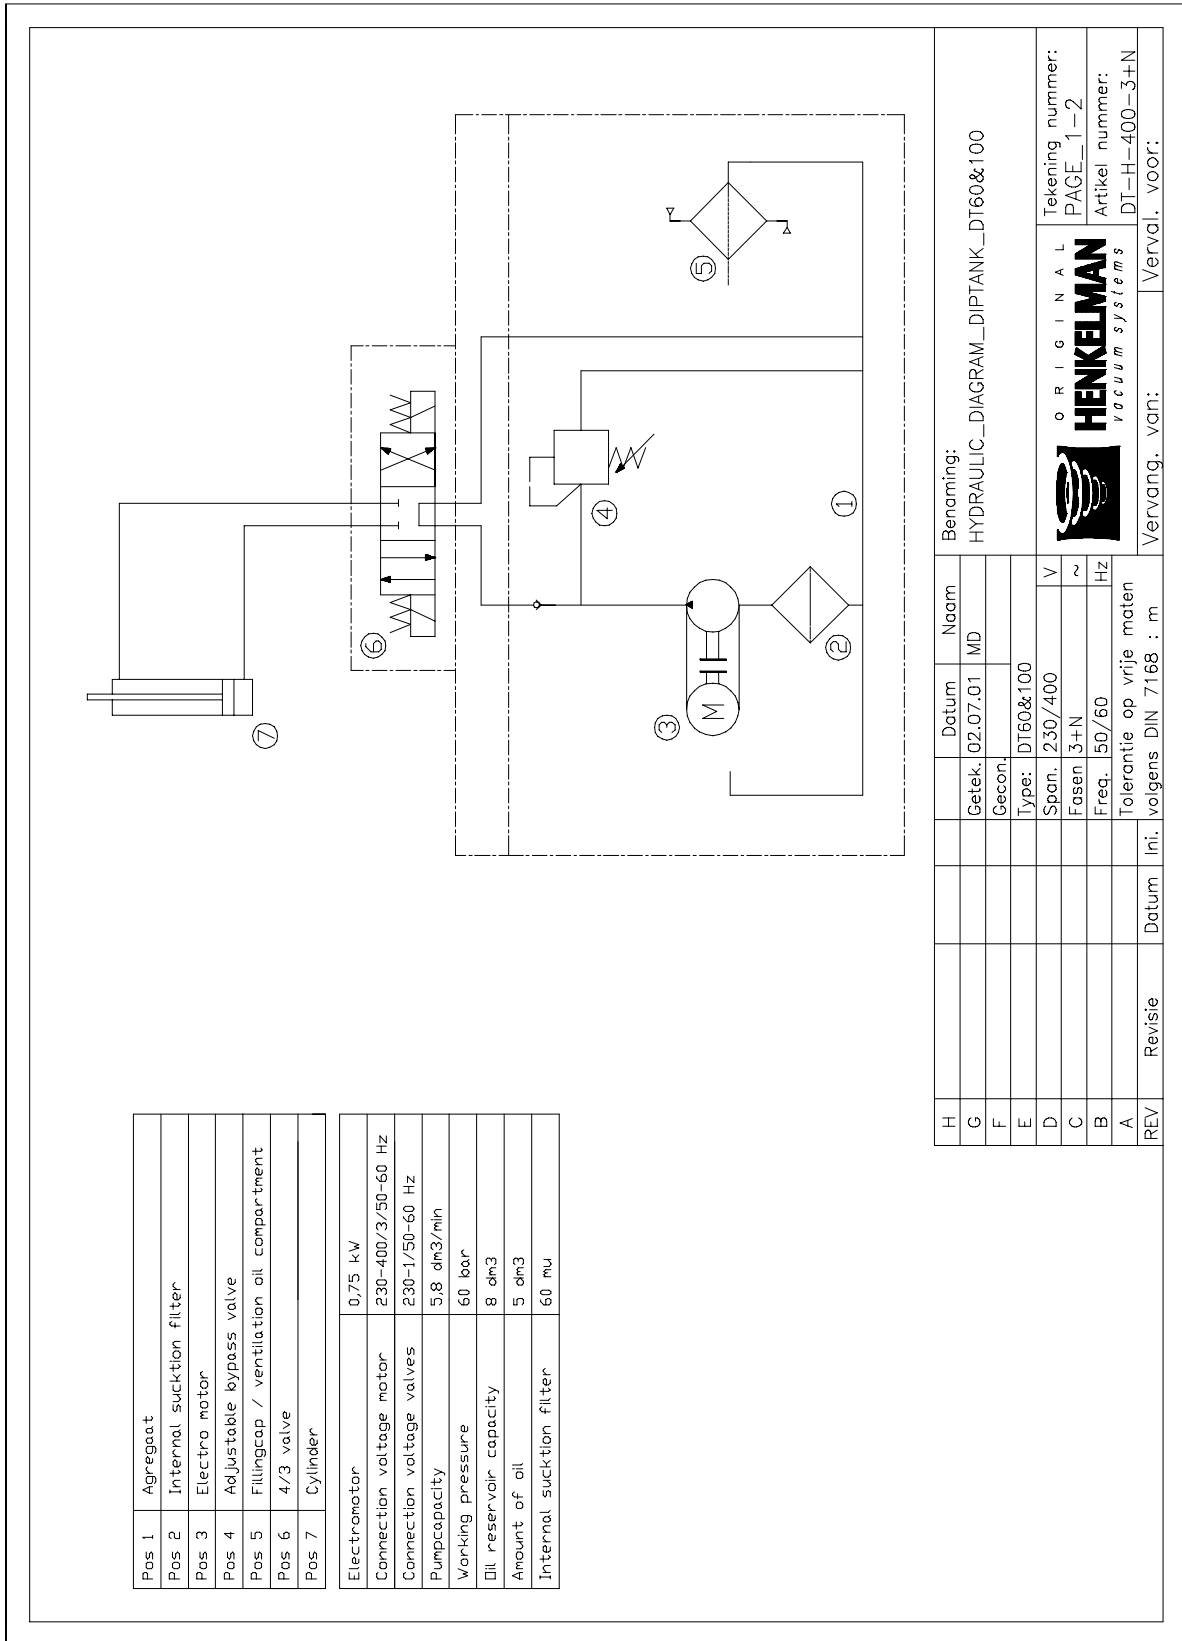 Pos 1 Agregaat
Pos 2 Internal sucktion filter
Pos 3 Electro motor
Pos 4 Adjustable bypass valve
Pos 5 Fillingcap / ventilation oil compartment
Pos 6 4/3 valve
Pos 7 Cylinder
Electromotor 0,75 kW
Connection voltage motor 230-400/3/50-60 Hz
Connection voltage valves 230-1/50-60 Hz
Pumpcapacity 5,8 dm3/min
Working pressure 60 bar
Oil reservoir capacity 8 dm3
Amount of oil 5 dm3
Internal sucktion filter 60 mu
7
6
5
4
3
M
2
1
H
G
F
E
D
C
B
A
REV Revisie Datum Ini.
Datum Naam
Getek. 02.07.01 MD
Gecon.
Type: DT60&100
Span. 230/400 V
Fasen 3+N ~
Freq. 50/60 Hz
Tolerantie op vrije maten
volgens DIN 7168 : m
Benaming:
HYDRAULIC_DIAGRAM_DIPTANK_DT60&100
ORIGINAL
HENKELMAN
vacuum systems
Tekening nummer:
PAGE_1-2
Artikel nummer:
DT-H-400-3+N
Vervang. van: Verval. voor: